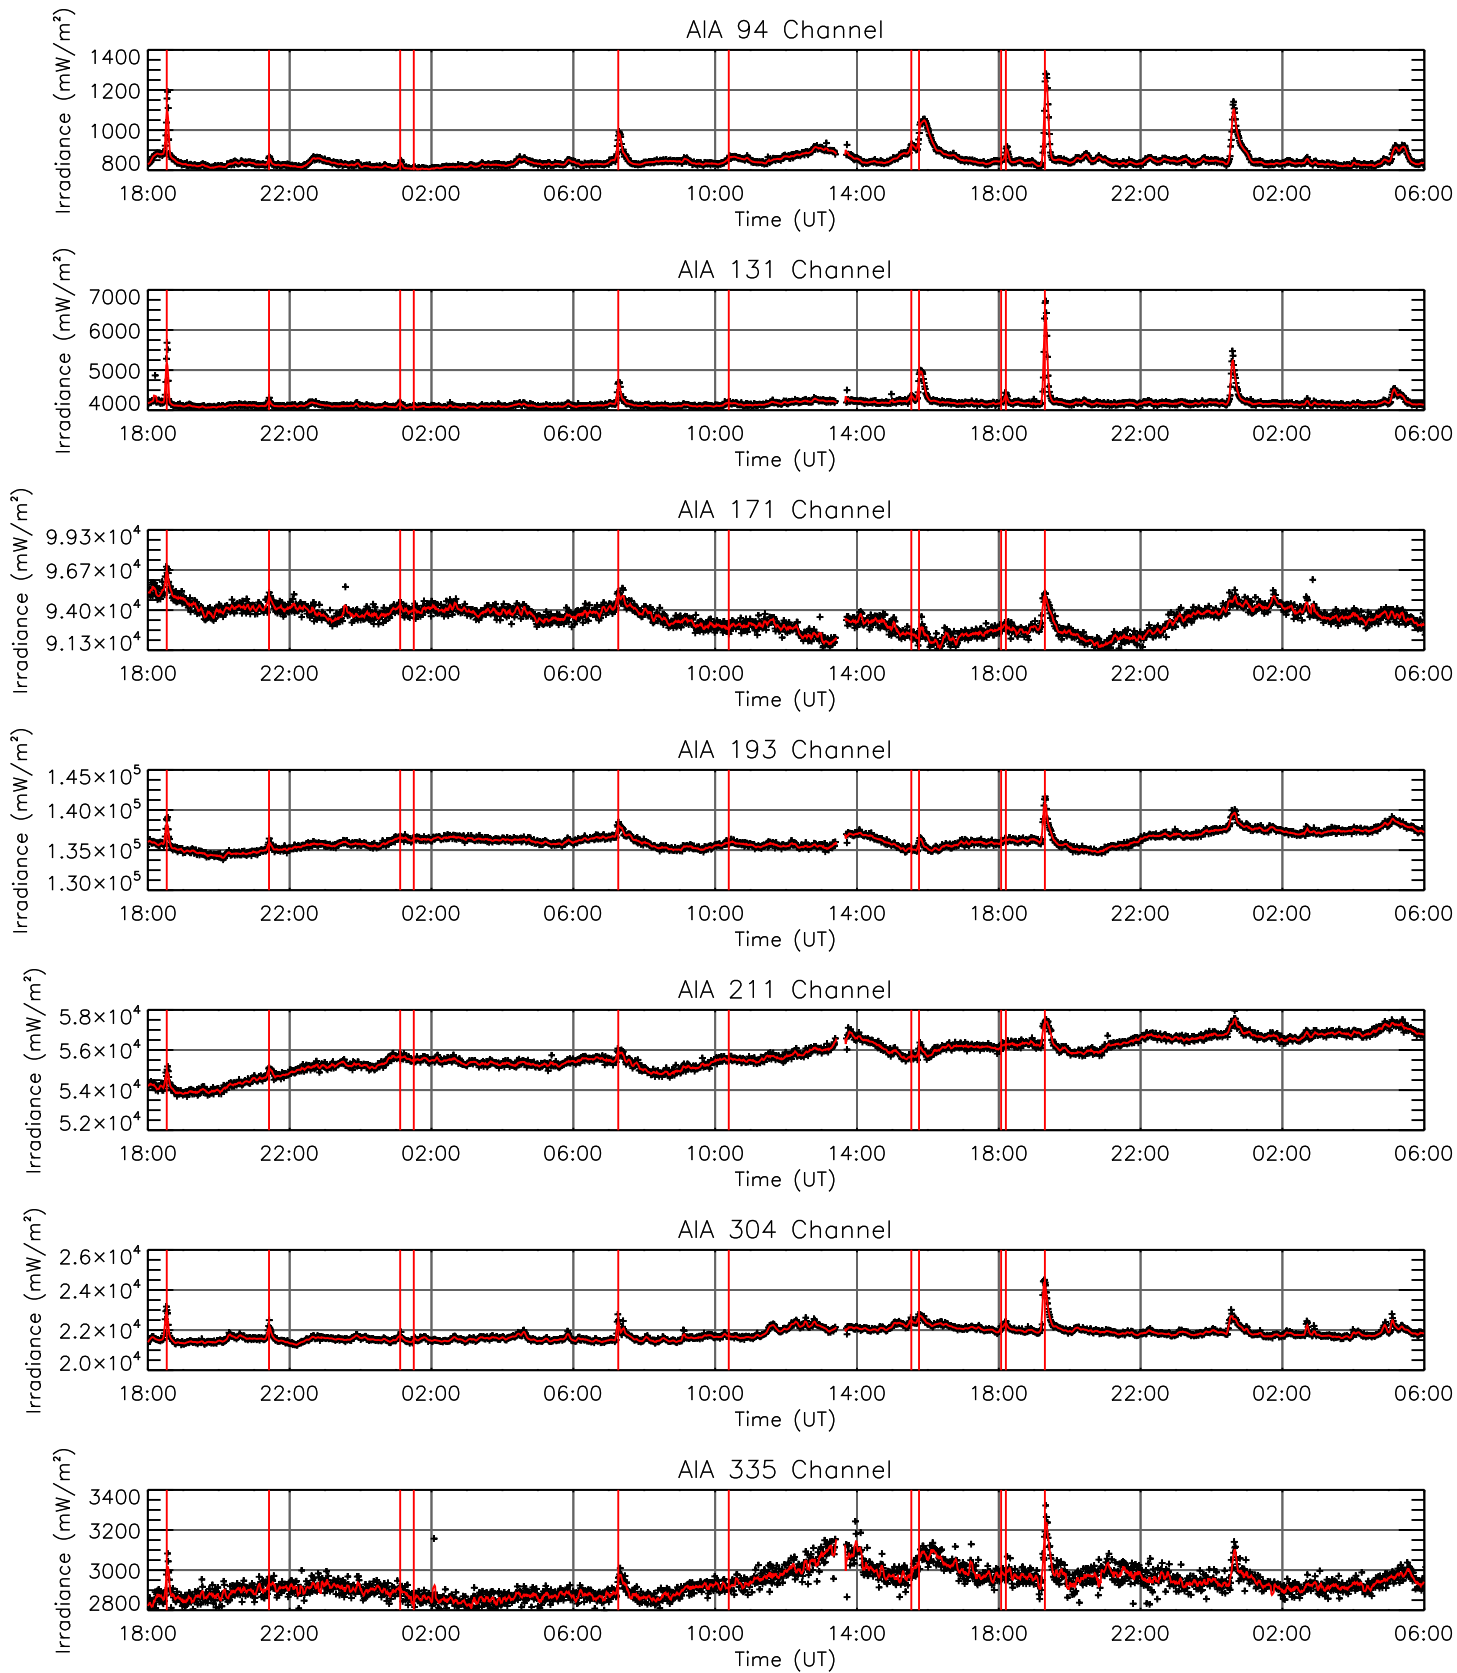 AIA 94 Channel
Irradiance (mW/m²)
1400
1200
1000
800
18:00 22:00 02:00 06:00 10:00 14:00 18:00 22:00 02:00 06:00
Time (UT)
AIA 131 Channel
Irradiance (mW/m²)
7000
6000
5000
4000
18:00 22:00 02:00 06:00 10:00 14:00 18:00 22:00 02:00 06:00
Time (UT)
AIA 171 Channel
Irradiance (mW/m²)
9.93×10⁴
9.67×10⁴
9.40×10⁴
9.13×10⁴
18:00 22:00 02:00 06:00 10:00 14:00 18:00 22:00 02:00 06:00
Time (UT)
AIA 193 Channel
Irradiance (mW/m²)
1.45×10⁵
1.40×10⁵
1.35×10⁵
1.30×10⁵
18:00 22:00 02:00 06:00 10:00 14:00 18:00 22:00 02:00 06:00
Time (UT)
AIA 211 Channel
Irradiance (mW/m²)
5.8×10⁴
5.6×10⁴
5.4×10⁴
5.2×10⁴
18:00 22:00 02:00 06:00 10:00 14:00 18:00 22:00 02:00 06:00
Time (UT)
AIA 304 Channel
Irradiance (mW/m²)
2.6×10⁴
2.4×10⁴
2.2×10⁴
2.0×10⁴
18:00 22:00 02:00 06:00 10:00 14:00 18:00 22:00 02:00 06:00
Time (UT)
AIA 335 Channel
Irradiance (mW/m²)
3400
3200
3000
2800
18:00 22:00 02:00 06:00 10:00 14:00 18:00 22:00 02:00 06:00
Time (UT)